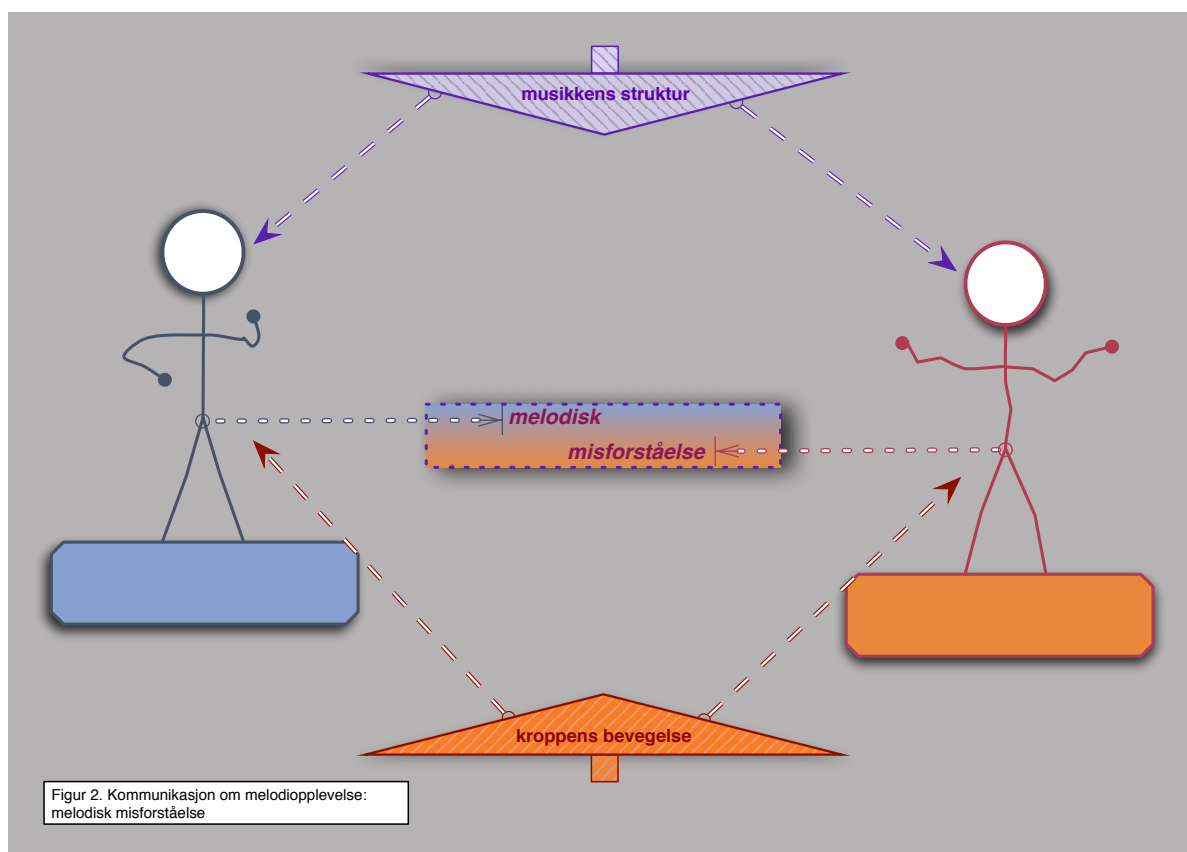 musikkens struktur
melodisk
misforståelse
kroppens bevegelse
Figur 2. Kommunikasjon om melodiopplevelse:
melodisk misforståelse